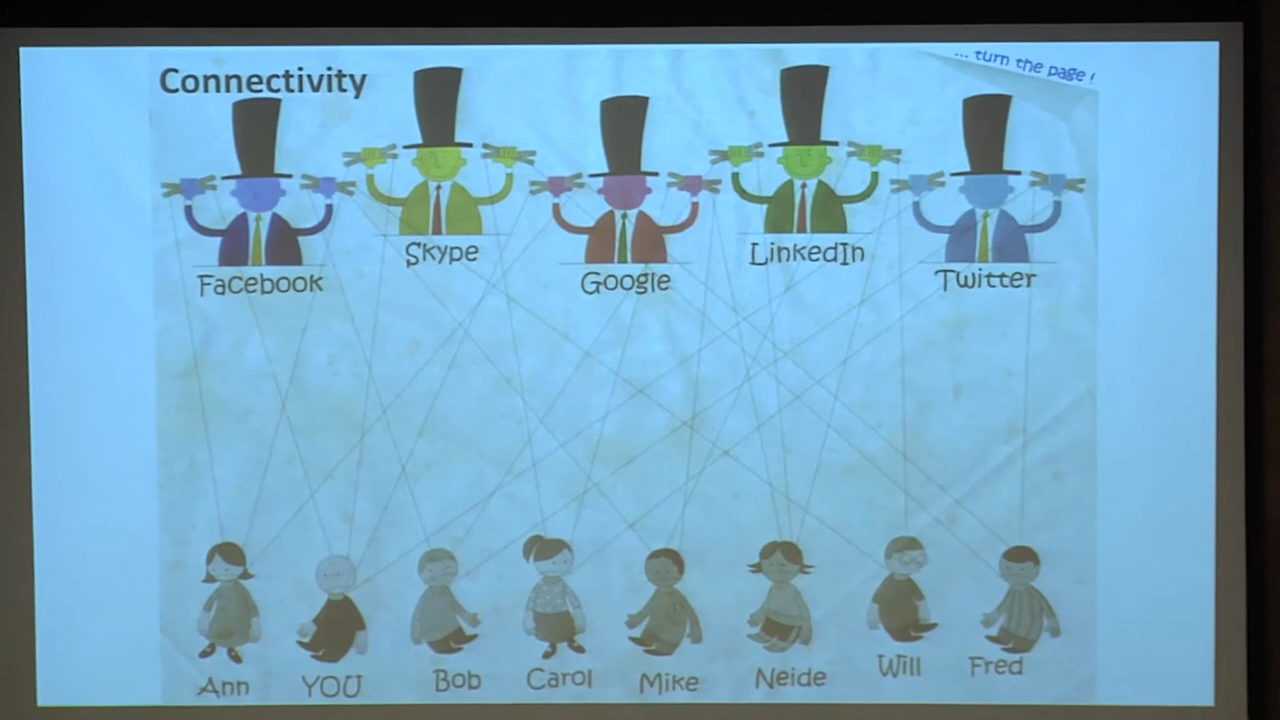 Connectivity
... turn the page !
Skype
LinkedIn
Facebook
Google
Twitter
Ann
YOU
Bob
Carol
Mike
Neide
Will
Fred